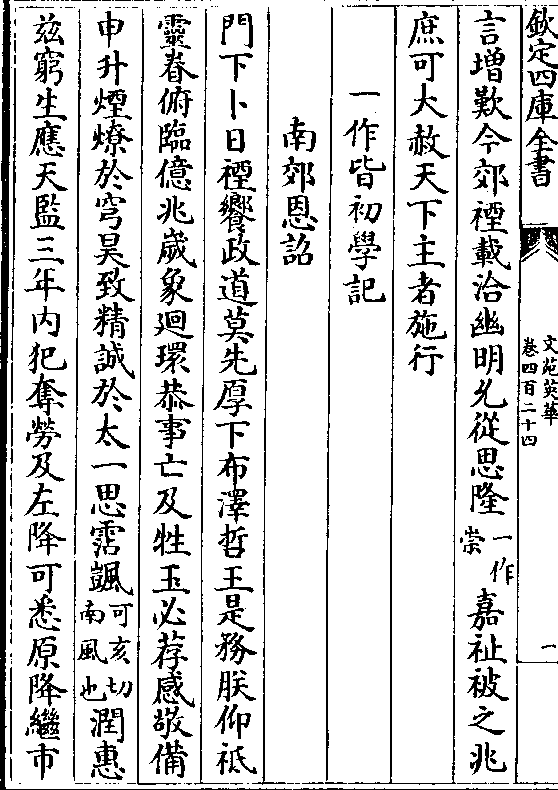 欽定四庫全書
文苑英華
卷四百二十四
一
言增歎今郊禋載洽幽明允從思隆一作崇嘉祉被之兆
庶可大赦天下主者施行
一作皆初學記
南郊恩詔
門下卜日禋饗政道莫先厚下布澤哲王是務朕仰祗
靈眷俯臨億兆歲象迴環恭事亡及牲玉必荐感敬備
申升煙燎於穹昊致精誠於太一思霑颽可亥切南風也潤惠
兹窮生應天監三年內犯奪勞及左降可悉原降繼市